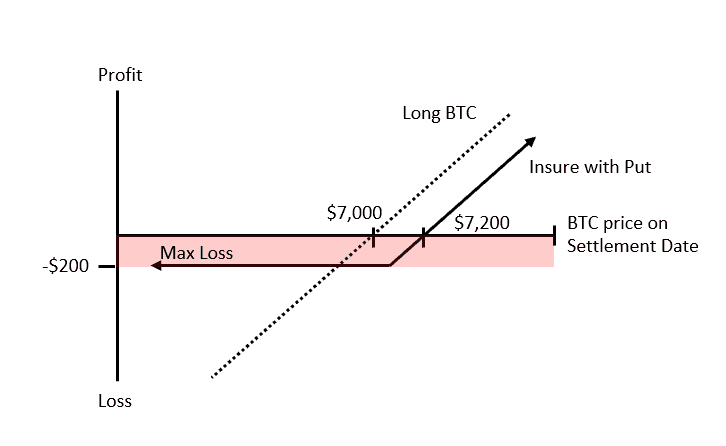 Profit
Long BTC
Insure with Put
$7,000
$7,200
BTC price on
Settlement Date
Max Loss
-$200
Loss